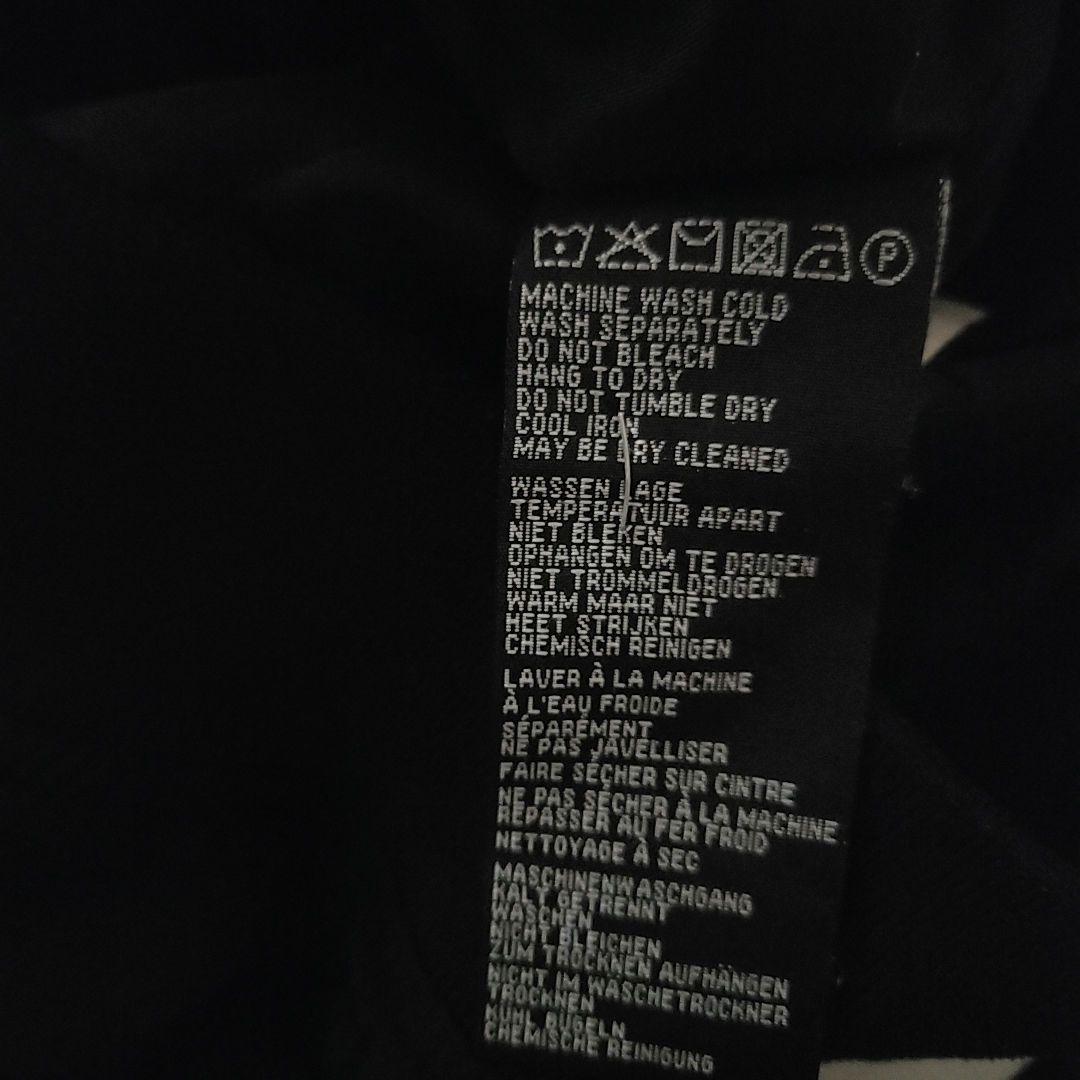 P
MACHINE WASH COLD
WASH SEPARATELY
DO NOT BLEACH
HANG TO DRY
DO NOT TUMBLE DRY
COOL IRON
MAY BE DRY CLEANED
WASSEN LAGE
TEMPERATUUR APART
NIET BLEKEN
OPHANGEN OM TE DROGEN
NIET TROMMELDROGEN
WARM MAAR NIET
HEET STRIJKEN
CHEMISCH REINIGEN
LAVER À LA MACHINE
À L'EAU FROIDE
SÉPARÉMENT
NE PAS JAVELLISER
FAIRE SÉCHER SUR CINTRE
NE PAS SÉCHER À LA MACHINE
REPASSER AU FER FROID
NETTOYAGE À SEC
MASCHINENWASCHGANG
KALT GETRENNT
WASCHEN
NICHT BLEICHEN
ZUM TROCKNEN AUFHÄNGEN
NICHT IM WASCHETROCKNER
TROCKNEN
KUHL BUGELN
CHEMISCHE REINIGUNG